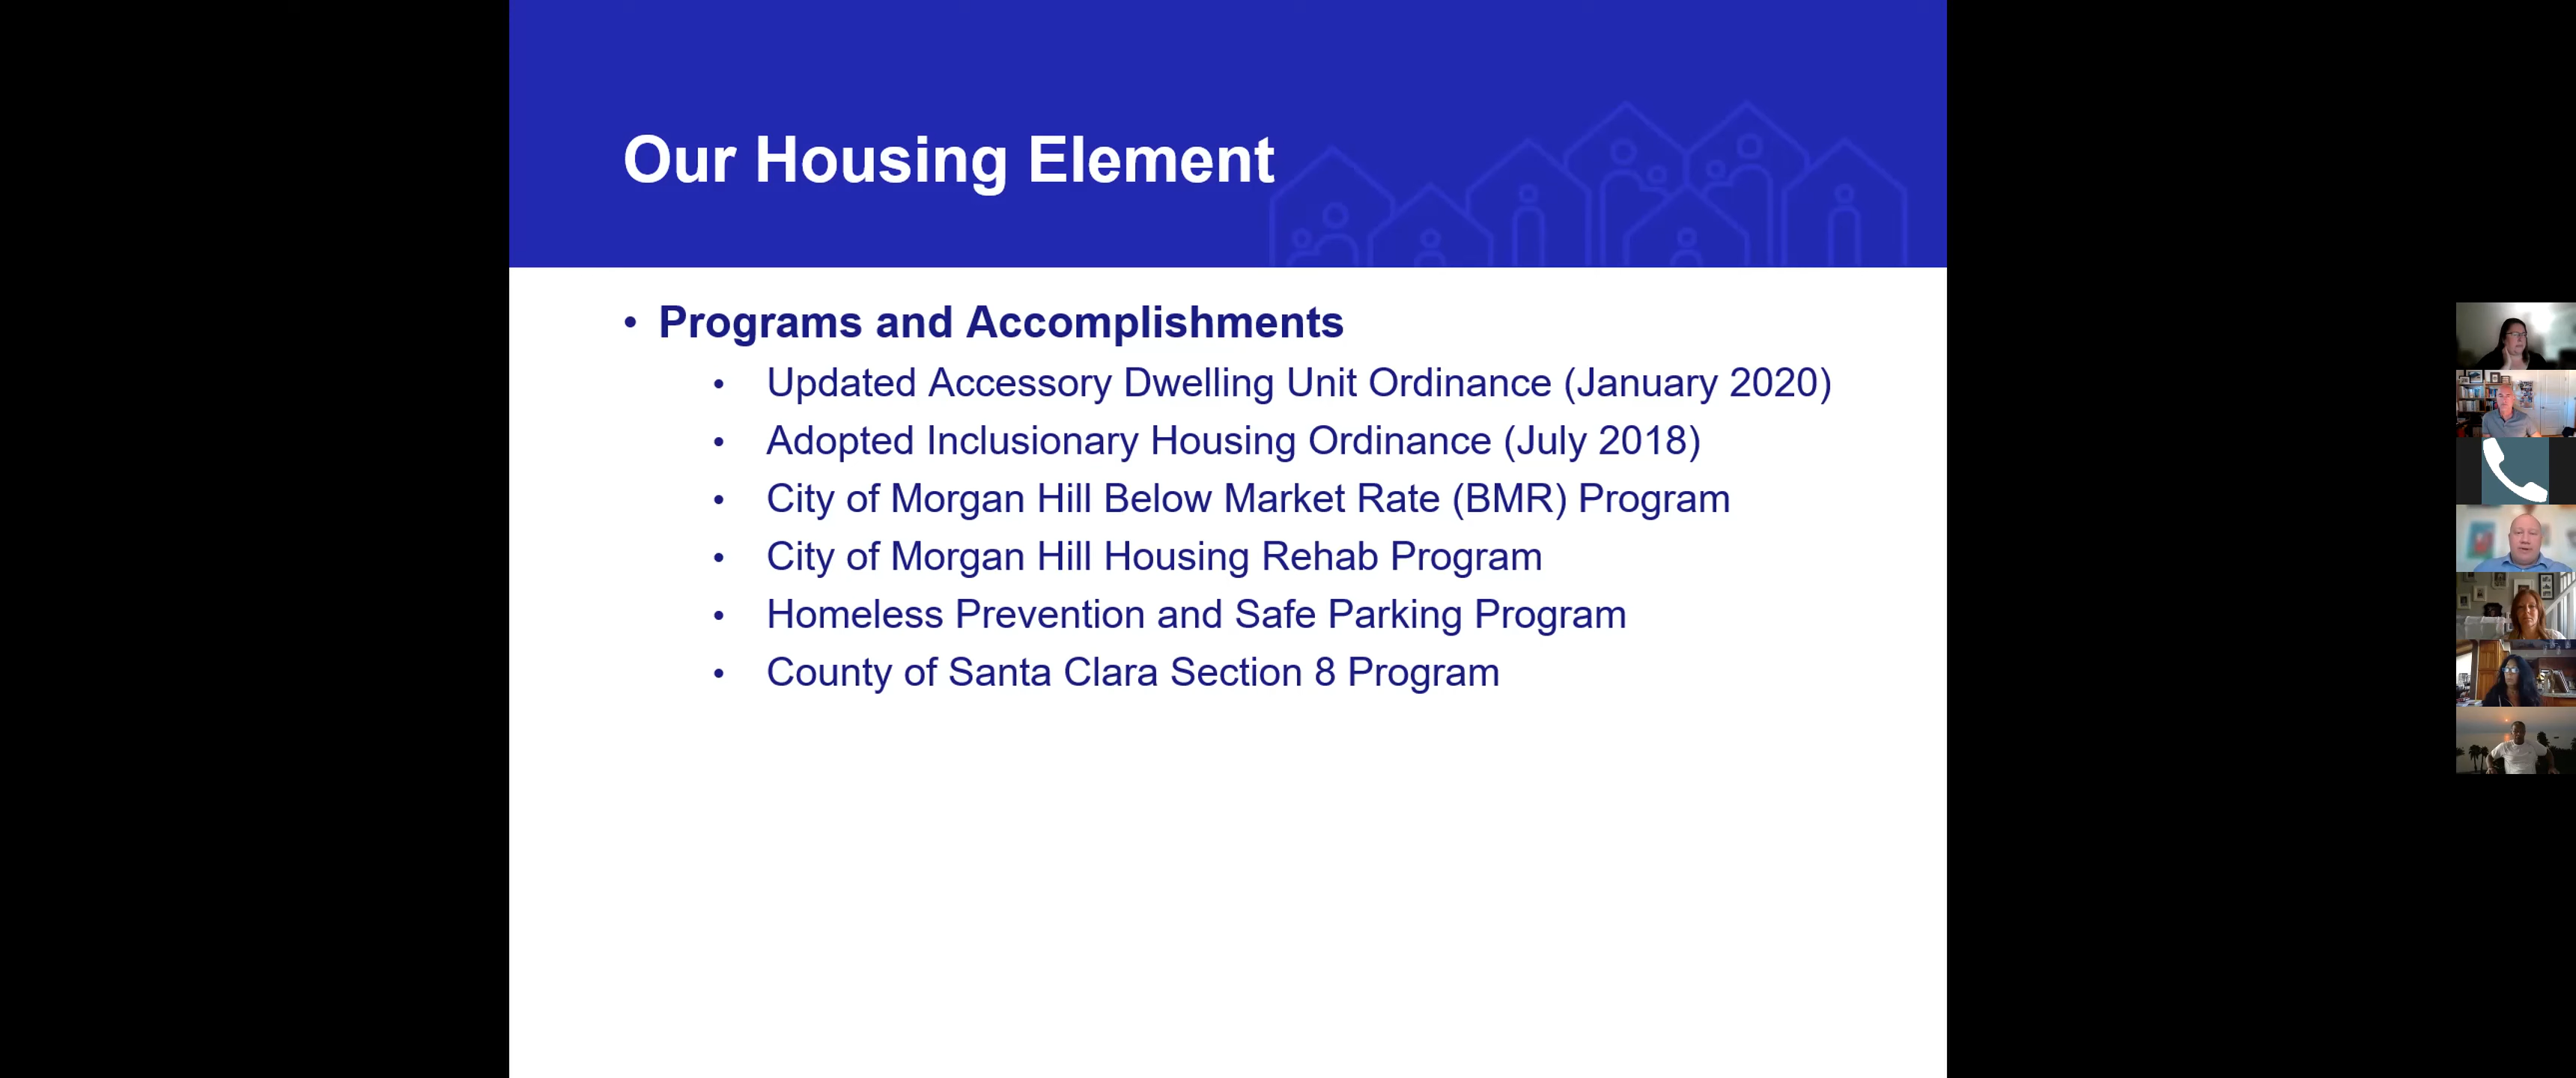 Our Housing Element
• Programs and Accomplishments
• Updated Accessory Dwelling Unit Ordinance (January 2020)
• Adopted Inclusionary Housing Ordinance (July 2018)
• City of Morgan Hill Below Market Rate (BMR) Program
• City of Morgan Hill Housing Rehab Program
• Homeless Prevention and Safe Parking Program
• County of Santa Clara Section 8 Program